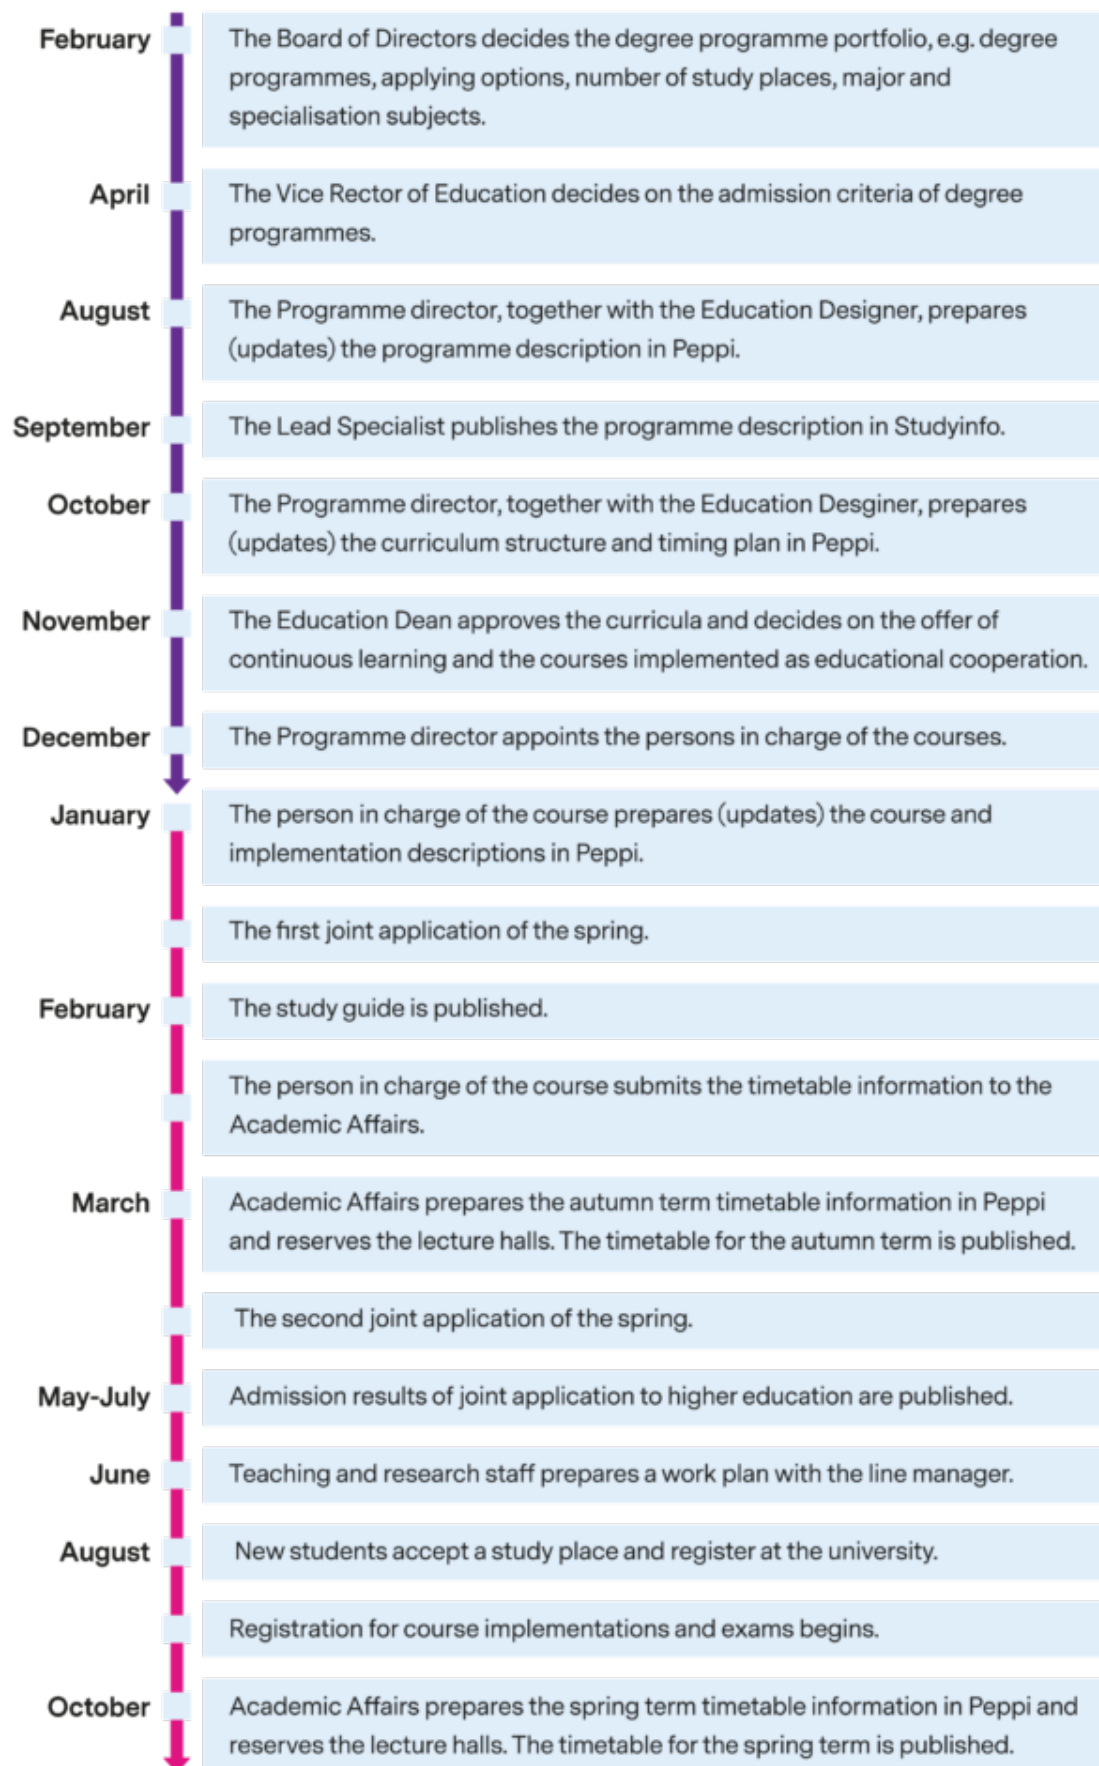 February
The Board of Directors decides the degree programme portfolio, e.g. degree
programmes, applying options, number of study places, major and
specialisation subjects.
April
The Vice Rector of Education decides on the admission criteria of degree
programmes.
August
The Programme director, together with the Education Designer, prepares
(updates) the programme description in Peppi.
September
The Lead Specialist publishes the programme description in Studyinfo.
October
The Programme director, together with the Education Desginer, prepares
(updates) the curriculum structure and timing plan in Peppi.
November
The Education Dean approves the curricula and decides on the offer of
continuous learning and the courses implemented as educational cooperation.
December
The Programme director appoints the persons in charge of the courses.
January
The person in charge of the course prepares (updates) the course and
implementation descriptions in Peppi.
The first joint application of the spring.
February
The study guide is published.
The person in charge of the course submits the timetable information to the
Academic Affairs.
March
Academic Affairs prepares the autumn term timetable information in Peppi
and reserves the lecture halls. The timetable for the autumn term is published.
The second joint application of the spring.
May-July
Admission results of joint application to higher education are published.
June
Teaching and research staff prepares a work plan with the line manager.
August
New students accept a study place and register at the university.
Registration for course implementations and exams begins.
October
Academic Affairs prepares the spring term timetable information in Peppi and
reserves the lecture halls. The timetable for the spring term is published.